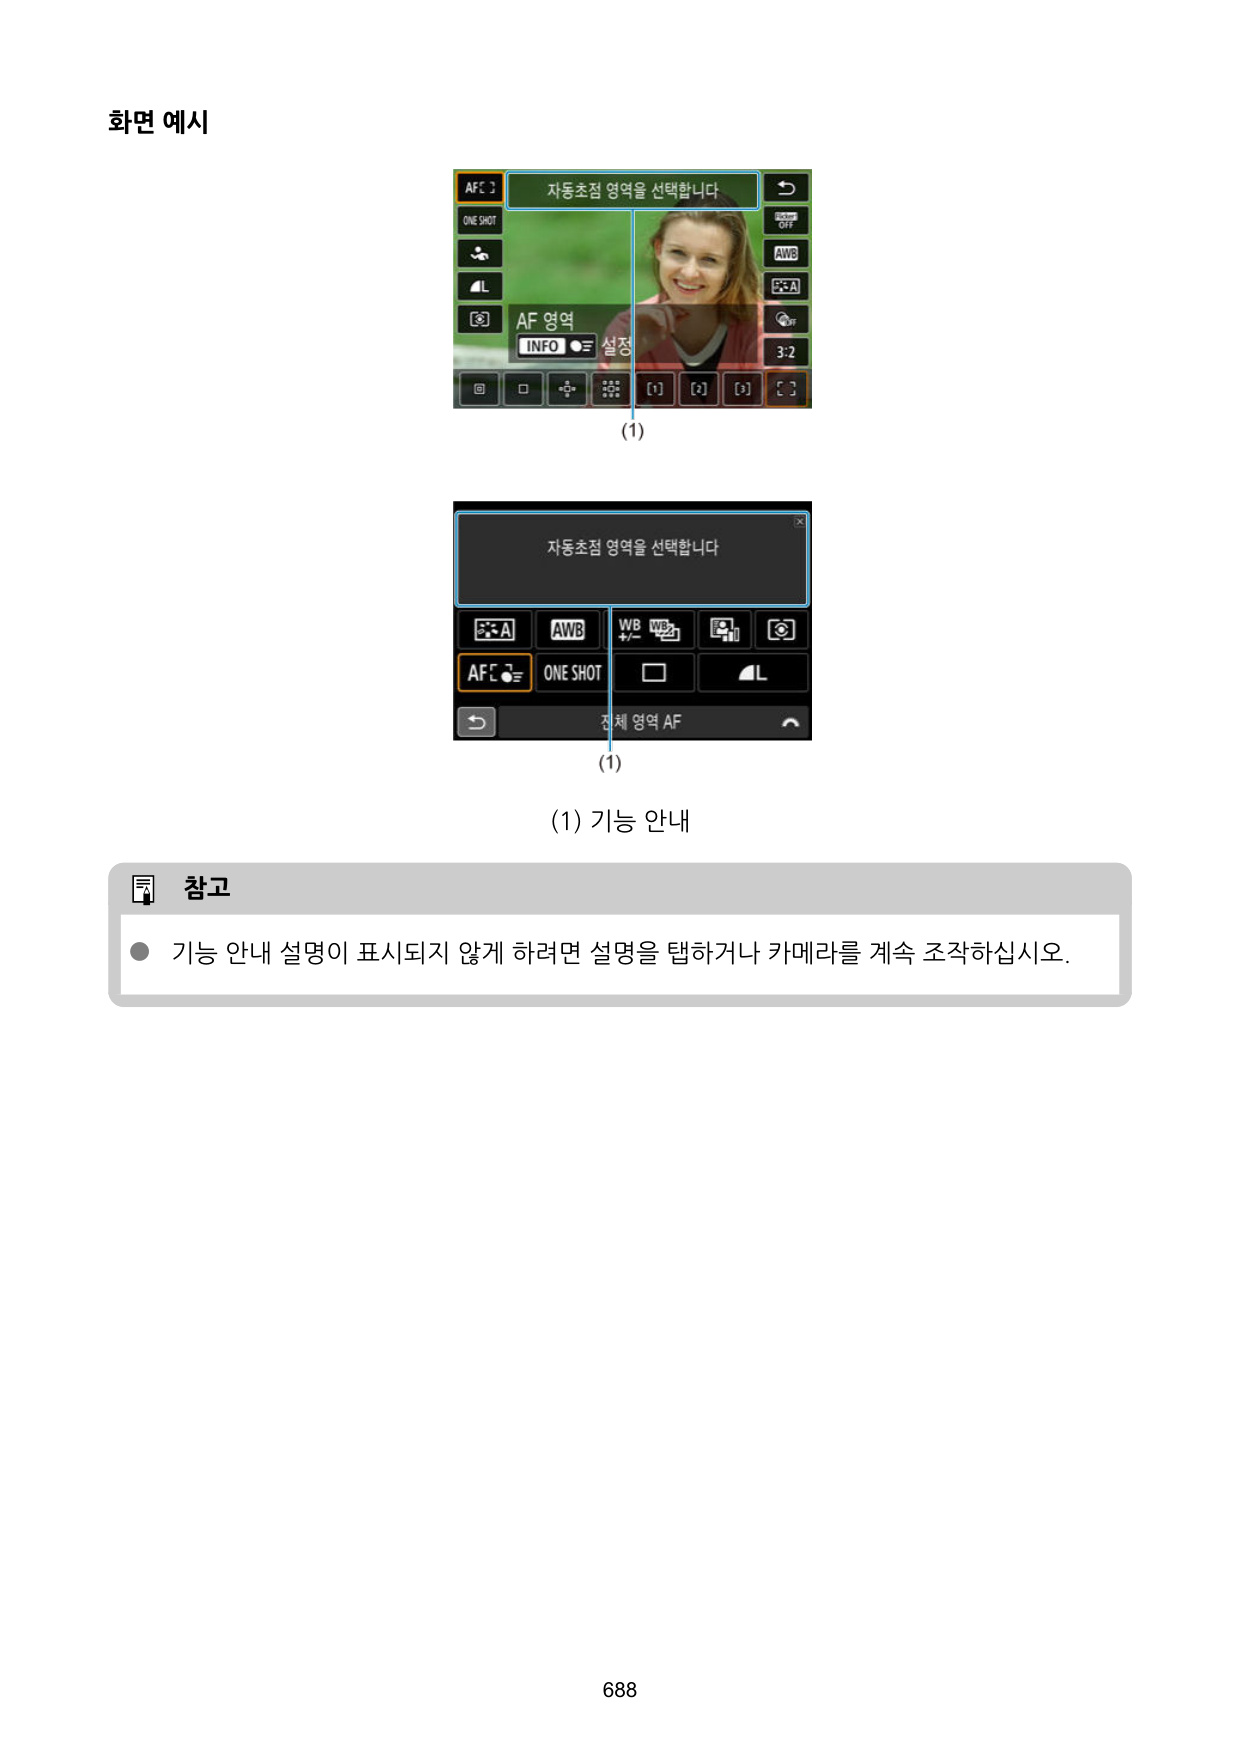 화면 예시
AF[ ] 자동초점 영역을 선택합니다
ONE SHOT Flicker! OFF
AWB
L A
AF 영역 OFF
INFO 설정 3:2
[1] [2] [3]
(1)
자동초점 영역을 선택합니다
A AWB WB +/- WB
AF[ ] ONE SHOT L
전체 영역 AF
(1)
(1) 기능 안내
참고
● 기능 안내 설명이 표시되지 않게 하려면 설명을 탭하거나 카메라를 계속 조작하십시오.
688